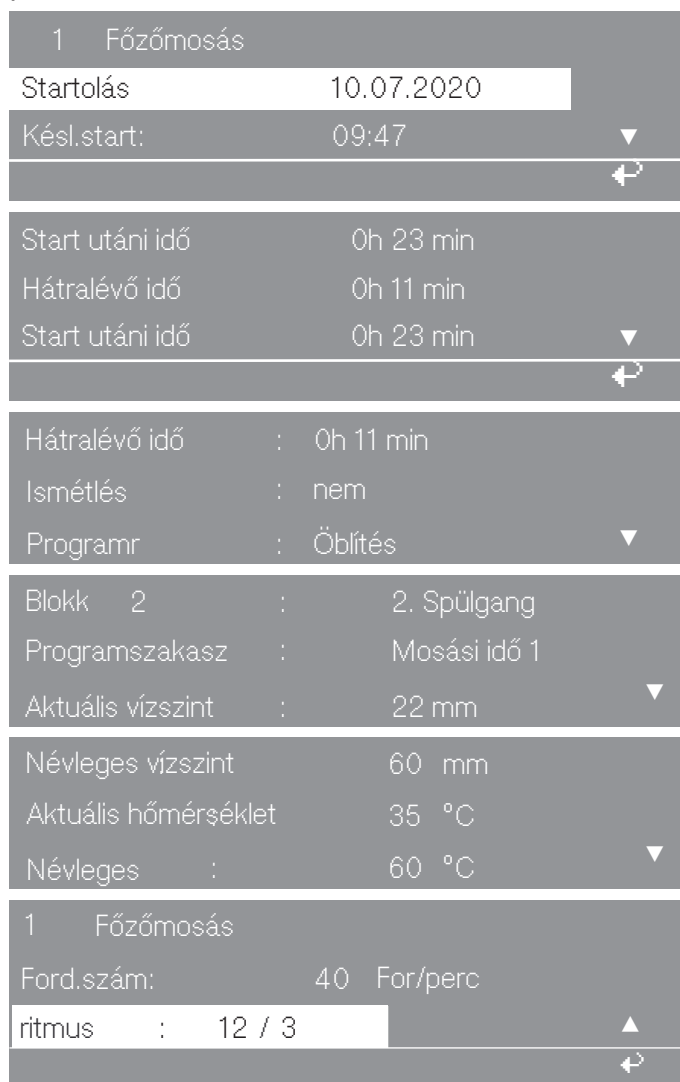 1 Főzőmosás
Startolás 10.07.2020
Késl.start: 09:47 ▼
Start utáni idő 0h 23 min
Hátralévő idő 0h 11 min
Start utáni idő 0h 23 min ▼
Hátralévő idő : 0h 11 min
Ismétlés : nem
Programr : Öblítés ▼
Blokk 2 : 2. Spülgang
Programszakasz : Mosási idő 1
Aktuális vízszint : 22 mm ▼
Névleges vízszint 60 mm
Aktuális hőmérséklet 35 °C
Névleges : 60 °C ▼
1 Főzőmosás
Ford.szám: 40 For/perc
ritmus : 12 / 3 ▲